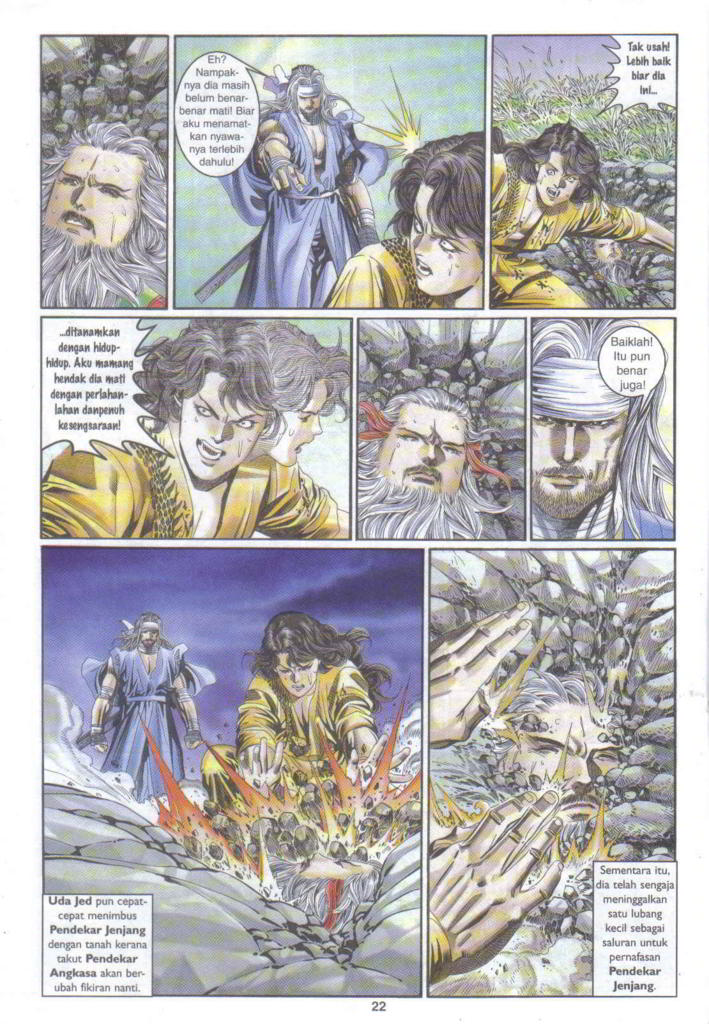 Eh?
Nampak-
nya dia masih
belum benar-
benar mati! Biar
aku menamat-
kan nyawa-
nya terlebih
dahulu!
Tak usah!
Lebih baik
biar dia
ini...
...ditanamkan
dengan hidup-
hidup. Aku mamang
hendak dia mati
dengan perlahan-
lahan danpenuh
kesengsaraan!
Baiklah!
Itu pun
benar
juga!
Uda Jed pun cepat-
cepat menimbus
Pendekar Jenjang
dengan tanah kerana
takut Pendekar
Angkasa akan ber-
ubah fikiran nanti.
Sementara itu,
dia telah sengaja
meninggalkan
satu lubang
kecil sebagai
saluran untuk
pernafasan
Pendekar
Jenjang.
22